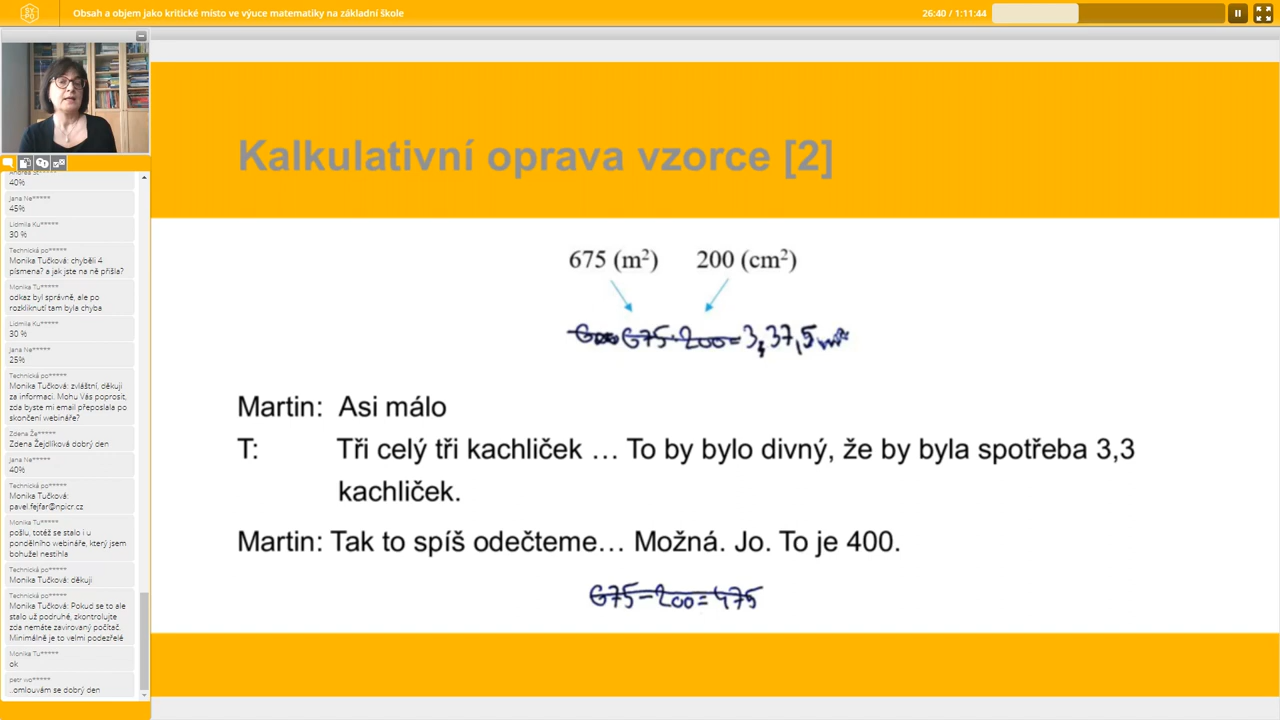 SY
PO
Obsah a objem jako kritické místo ve výuce matematiky na základní škole
26:40 / 1:11:44
40%
Jana Ne*****
45%
Lidmila Ku*****
30 %
Technická po*****
Monika Tučková: chyběli 4
písmena? a jak jste na ně přišla?
Monika Tu*****
odkaz byl správně, ale po
rozkliknutí tam byla chyba
Lidmila Ku*****
30 %
Jana Ne*****
25%
Technická po*****
Monika Tučková: zvláštní, děkuji
za informaci. Mohu Vás poprosit,
zda byste mi email přeposlala po
skončení webináře?
Zdena Že*****
Zdena Žejdlíková dobrý den
Jana Ne*****
40%
Technická po*****
Monika Tučková:
pavel.fejfar@npicr.cz
Monika Tu*****
pošlu, totéž se stalo i u
pondělního webináře, který jsem
bohužel nestihla
Technická po*****
Monika Tučková: děkuji
Technická po*****
Monika Tučková: Pokud se to ale
stalo už podruhé, zkontrolujte
zda nemáte zavirovaný počítač.
Minimálně je to velmi podezřelé
Monika Tu*****
ok
petr wo*****
..omlouvám se dobrý den
Kalkulativní oprava vzorce [2]
675 (m²) 200 (cm²)
675·200=3,37,5m²
Martin: Asi málo
T: Tři celý tři kachliček … To by bylo divný, že by byla spotřeba 3,3
kachliček.
Martin: Tak to spíš odečteme… Možná. Jo. To je 400.
675-200=475